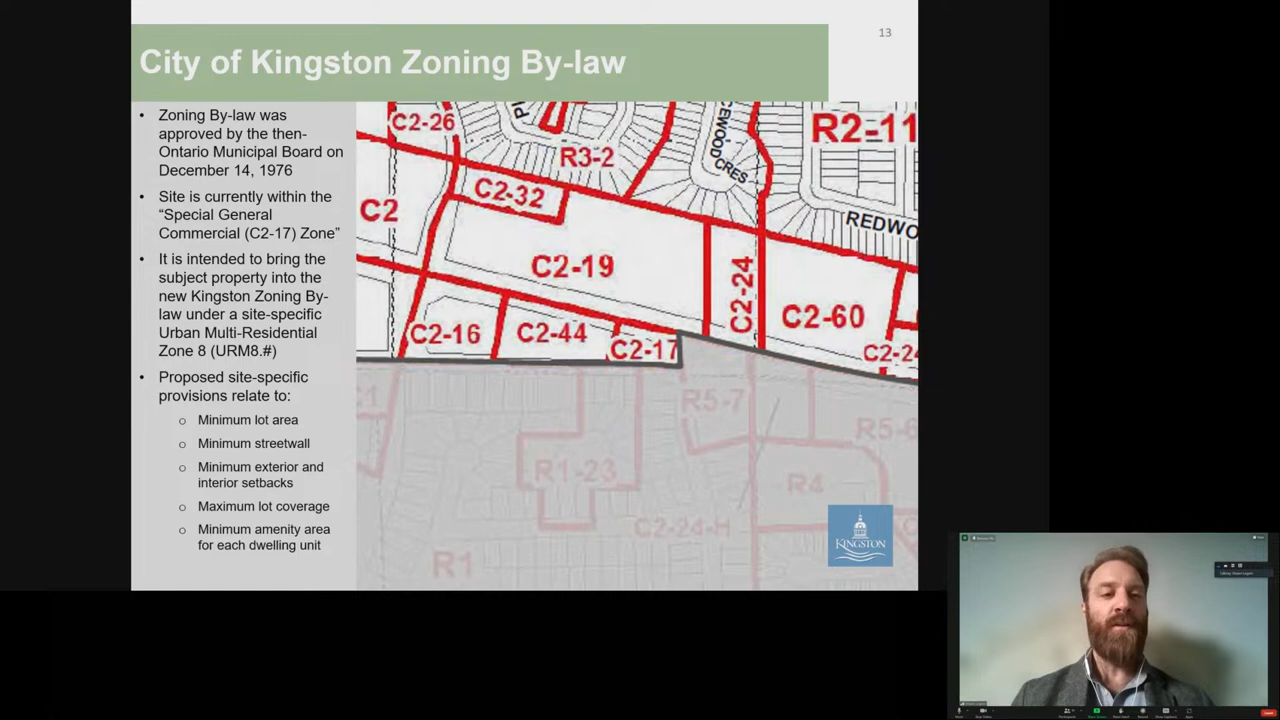 13
City of Kingston Zoning By-law
• Zoning By-law was
approved by the then-
Ontario Municipal Board on
December 14, 1976
• Site is currently within the
“Special General
Commercial (C2-17) Zone”
• It is intended to bring the
subject property into the
new Kingston Zoning By-
law under a site-specific
Urban Multi-Residential
Zone 8 (URM8.#)
• Proposed site-specific
provisions relate to:
o Minimum lot area
o Minimum streetwall
o Minimum exterior and
interior setbacks
o Maximum lot coverage
o Minimum amenity area
for each dwelling unit
C2-26
R3-2
CEWOOD
CRES
R2-11
C2-32
C2
REDWO
C2-19
C2-24
C2-60
C2-16
C2-44
C2-17
C2-24
R5-7
R5-6
R1-23
R4
C2-24-H
R1
KINGSTON